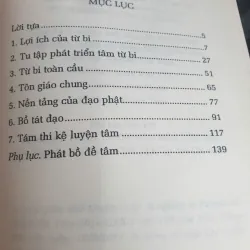 MỤC LỤC
Lời tựa 5
1. Lợi ích của từ bi 7
2. Tu tập phát triển tâm từ bi 27
3. Từ bi toàn cầu 51
4. Tôn giáo chung 65
5. Nền tảng của đạo phật 77
6. Bồ tát đạo 91
7. Tám thi kệ luyện tâm 117
Phụ lục. Phát bồ đề tâm 139